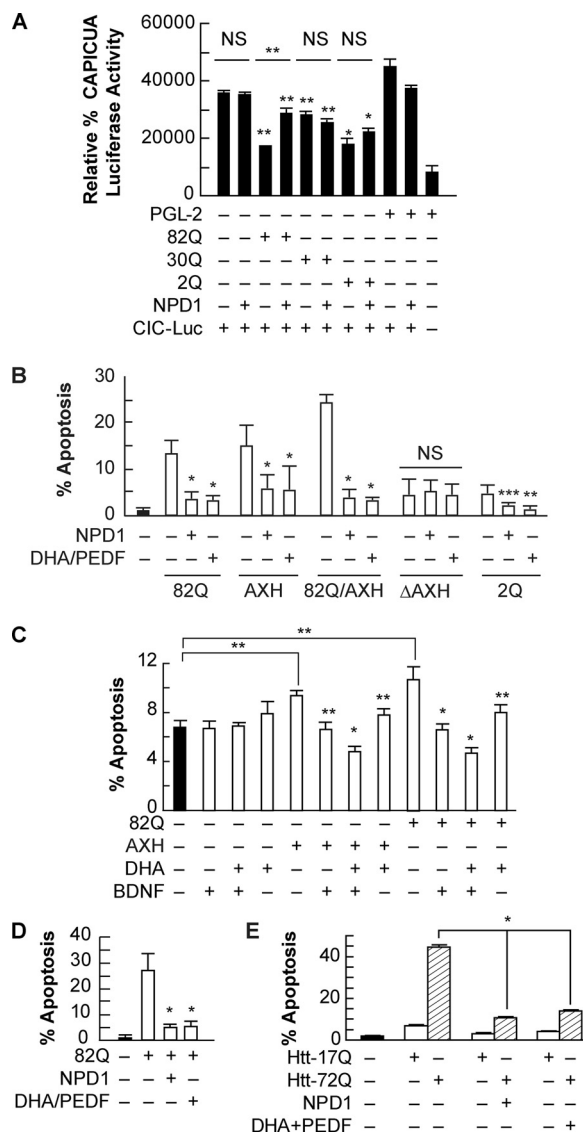 A
NS ** NS NS
Relative % CAPICUA
Luciferase Activity
60000
40000
20000
0
** ** ** ** * *
PGL-2 – – – – – – – – + + +
82Q – – + + – – – – – – –
30Q – – – – + + – – – – –
2Q – – – – – – + + – – –
NPD1 – + – + – + – + – + –
CIC-Luc + + + + + + + + + + –
B
% Apoptosis
30
20
10
0
* * * * * * NS *** **
NPD1 – – + – – + – – + – – + – – + –
DHA/PEDF – – – + – – + – – + – – + – – +
82Q AXH 82Q/AXH ΔAXH 2Q
C
% Apoptosis
12
8
4
0
**
**
** * ** * * **
82Q – – – – – – – – + + + +
AXH – – – – + + + + – – – –
DHA – – + + – – + + – – + +
BDNF – + + – – + + – – + + –
D
% Apoptosis
40
30
20
10
0
* *
82Q – + + +
NPD1 – – + –
DHA/PEDF – – – +
E
% Apoptosis
40
20
0
*
Htt-17Q – + – + – + –
Htt-72Q – – + – + – +
NPD1 – – – – + – –
DHA+PEDF – – – – – – +